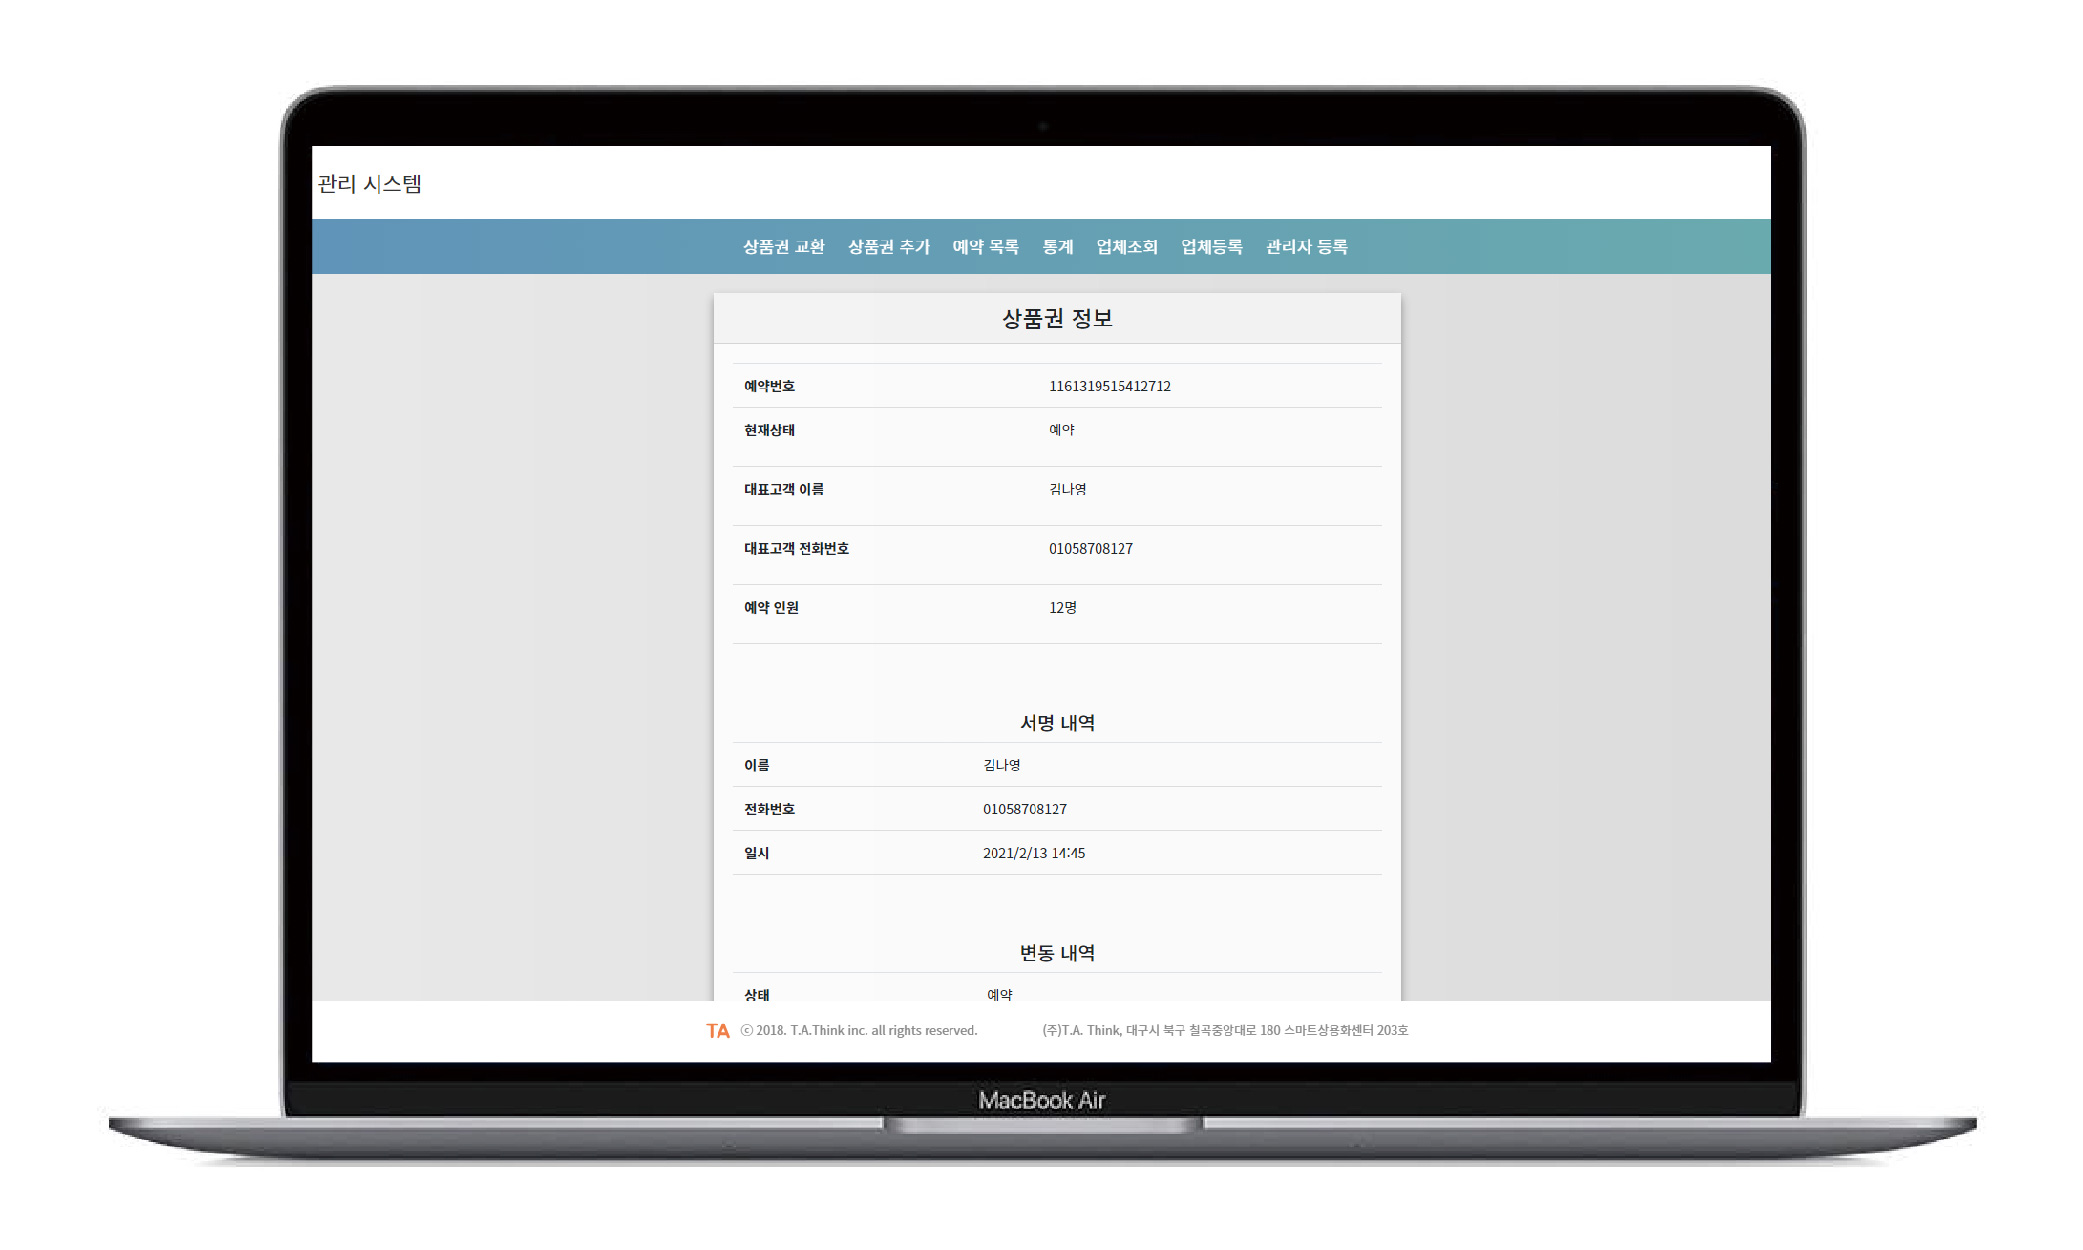 관리 시스템
상품권 교환 상품권 추가 예약 목록 통계 업체조회 업체등록 관리자 등록
상품권 정보
예약번호 1161319515412712
현재상태 예약
대표고객 이름 김나영
대표고객 전화번호 01058708127
예약 인원 12명
서명 내역
이름 김나영
전화번호 01058708127
일시 2021/2/13 14:45
변동 내역
상태 예약
TA ⓒ 2018. T.A.Think inc. all rights reserved. (주)T.A. Think, 대구시 북구 칠곡중앙대로 180 스마트상용화센터 203호
MacBook Air